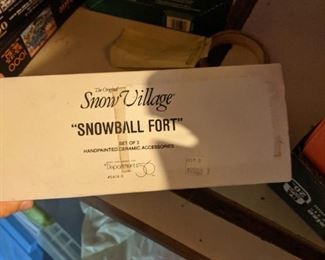 The Original
Snow Village
"SNOWBALL FORT"
SET OF 3
HANDPAINTED CERAMIC ACCESSORIES
Department 56